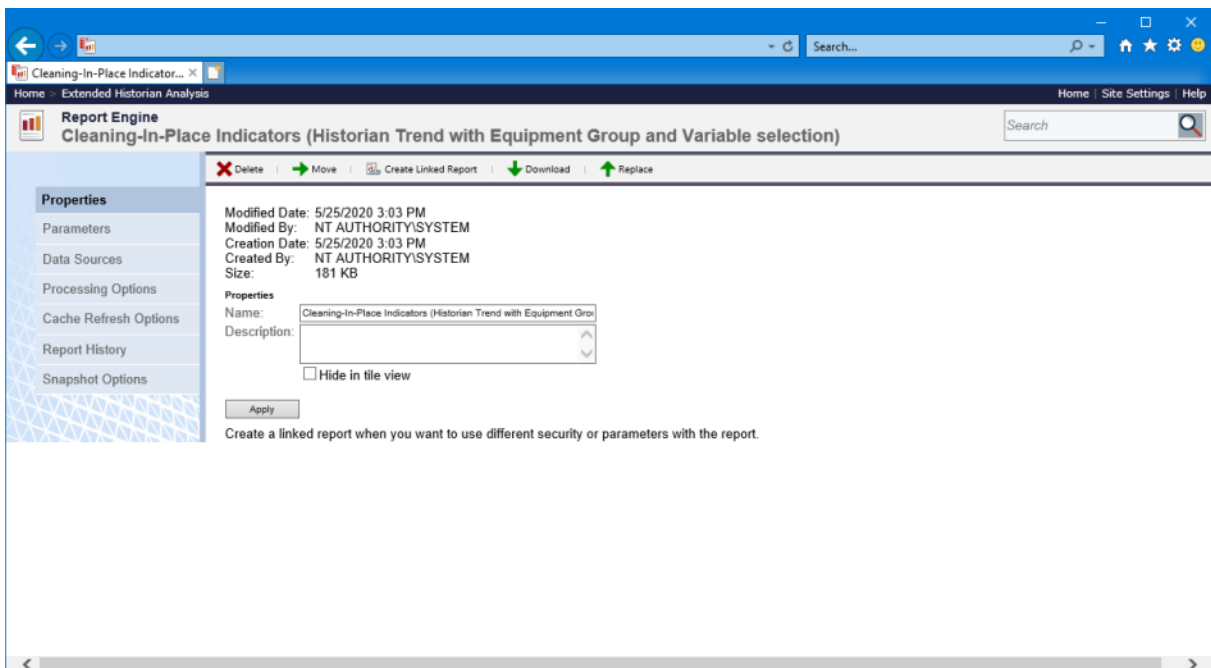 Search...
Cleaning-In-Place Indicator...
Home > Extended Historian Analysis
Home | Site Settings | Help
Report Engine
Cleaning-In-Place Indicators (Historian Trend with Equipment Group and Variable selection)
Search
Delete | Move | Create Linked Report | Download | Replace
Properties
Parameters
Data Sources
Processing Options
Cache Refresh Options
Report History
Snapshot Options
Modified Date: 5/25/2020 3:03 PM
Modified By: NT AUTHORITY\SYSTEM
Creation Date: 5/25/2020 3:03 PM
Created By: NT AUTHORITY\SYSTEM
Size: 181 KB
Properties
Name: Cleaning-In-Place Indicators (Historian Trend with Equipment Gro
Description:
Hide in tile view
Apply
Create a linked report when you want to use different security or parameters with the report.